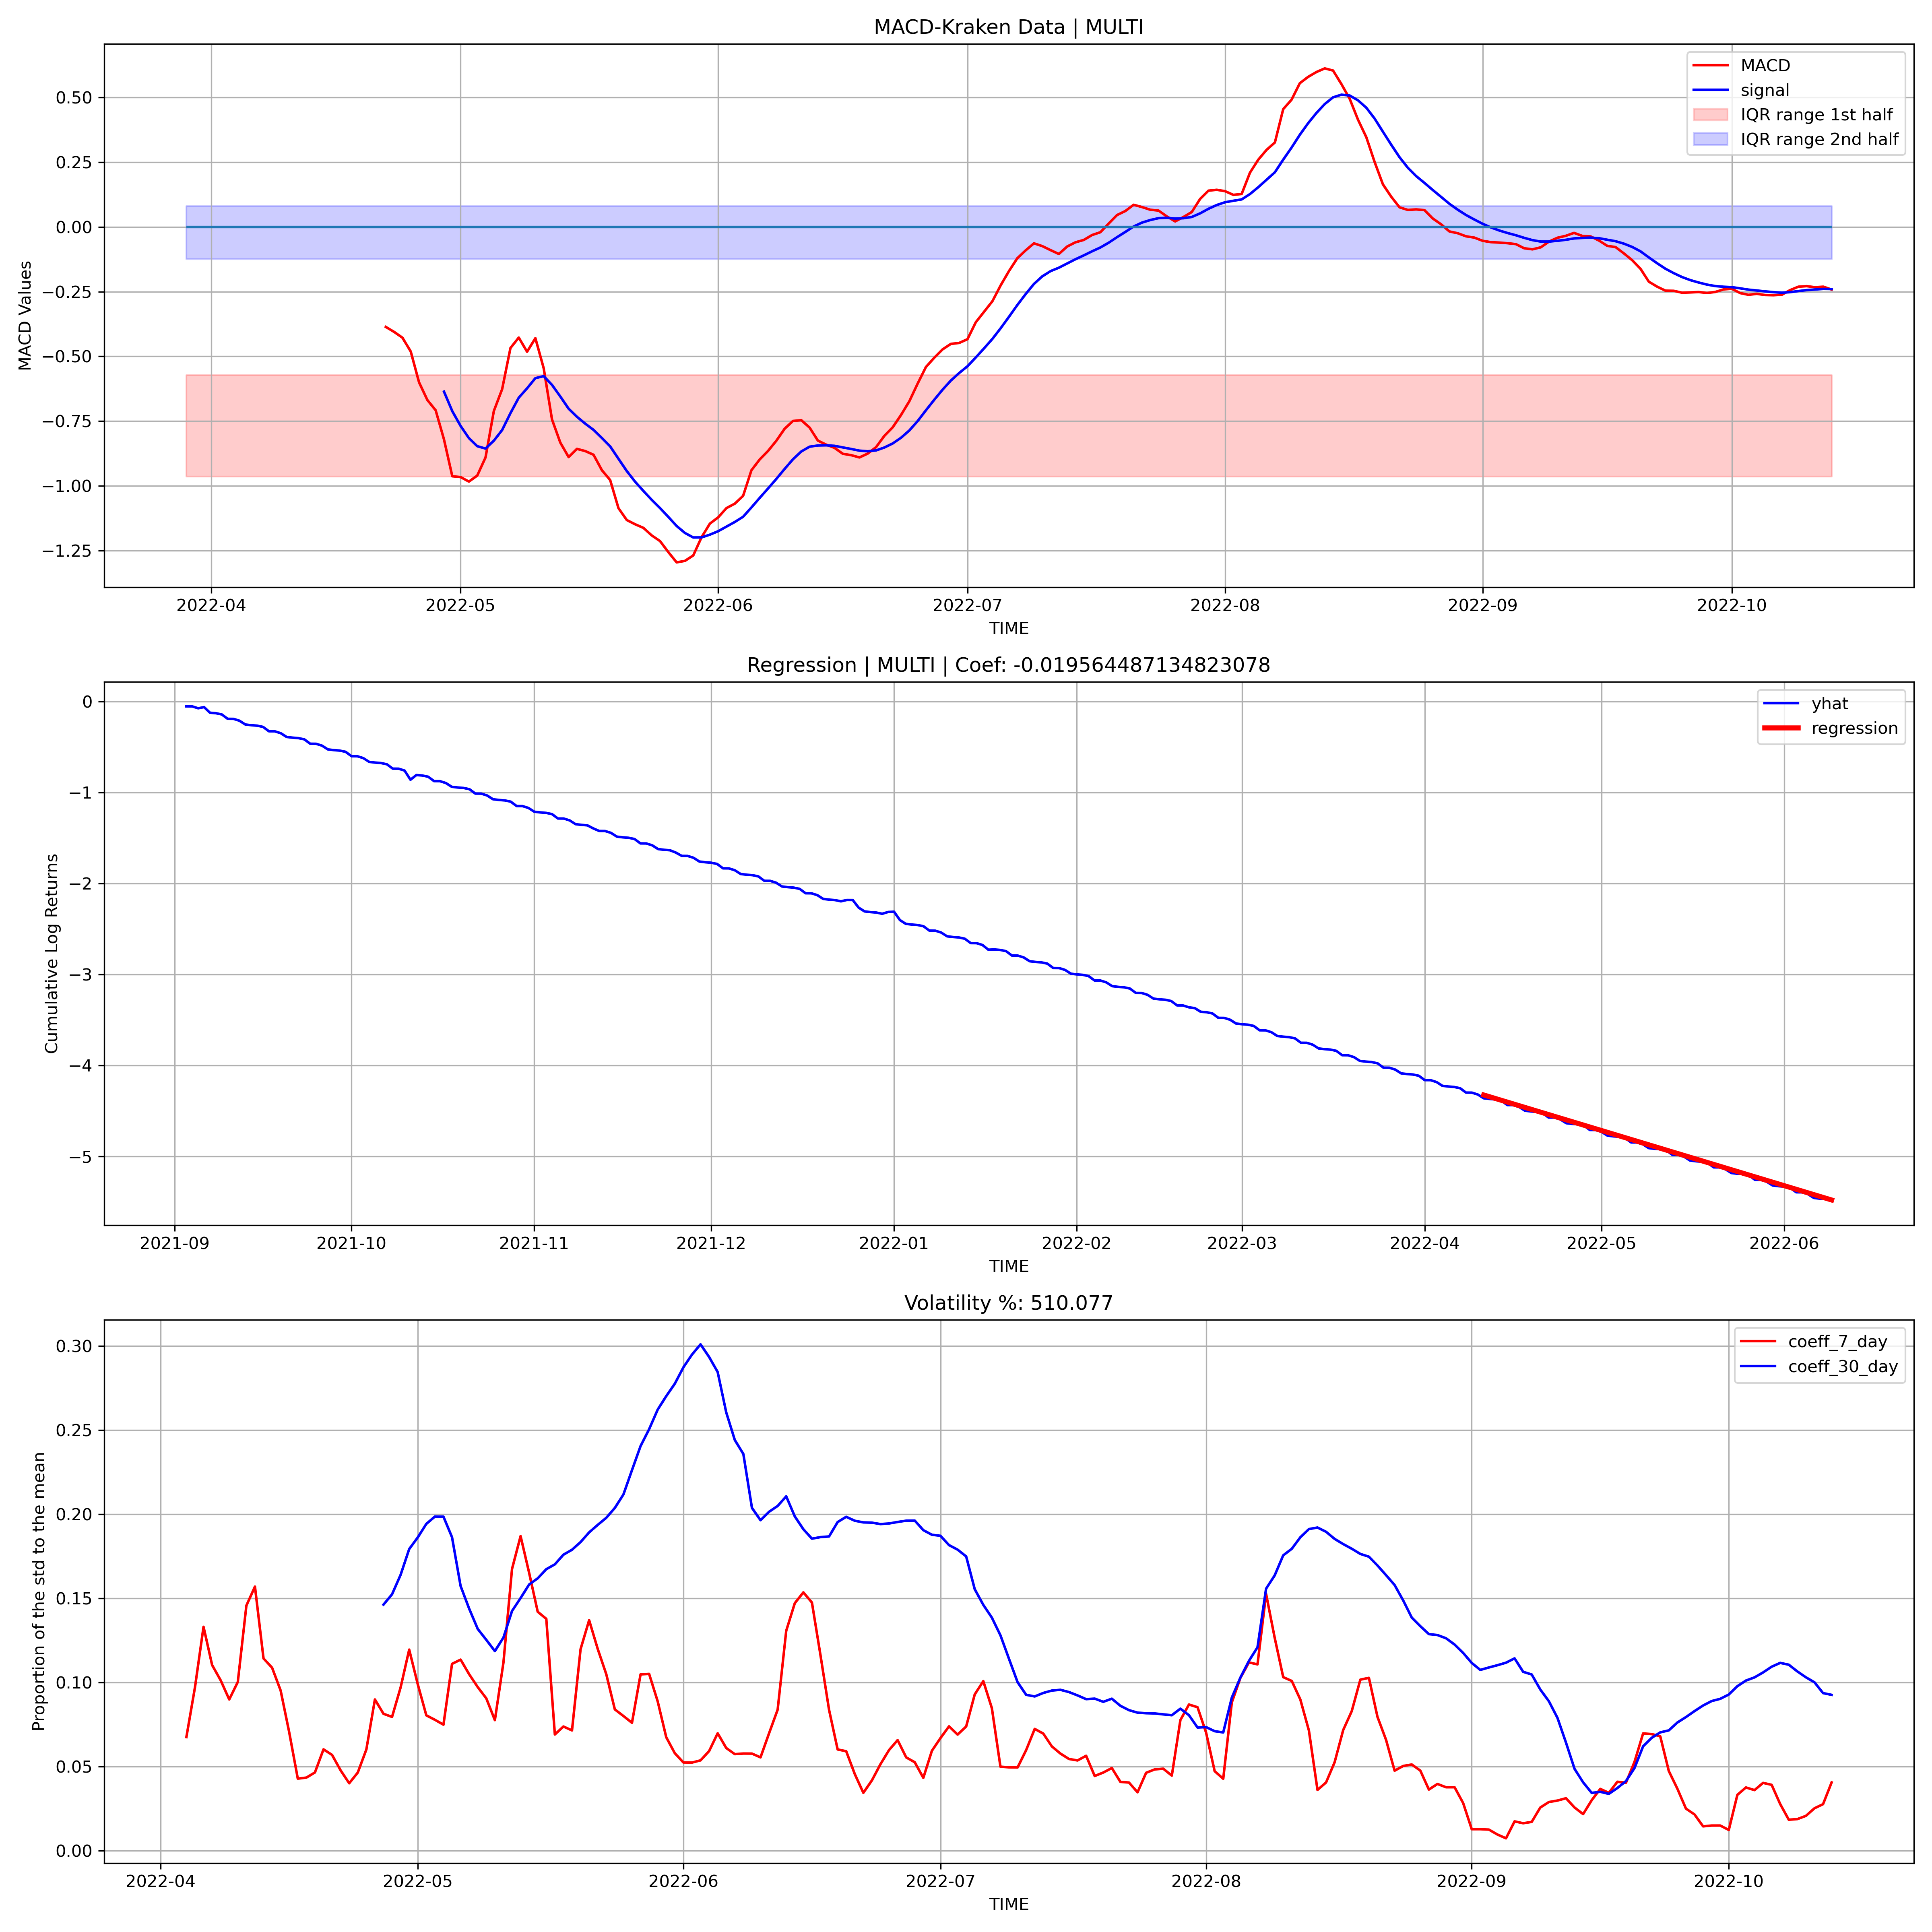 MACD-Kraken Data | MULTI
MACD Values
0.50
0.25
0.00
−0.25
−0.50
−0.75
−1.00
−1.25
MACD
signal
IQR range 1st half
IQR range 2nd half
2022-04 2022-05 2022-06 2022-07 2022-08 2022-09 2022-10
TIME
Regression | MULTI | Coef: -0.019564487134823078
Cumulative Log Returns
0
−1
−2
−3
−4
−5
yhat
regression
2021-09 2021-10 2021-11 2021-12 2022-01 2022-02 2022-03 2022-04 2022-05 2022-06
TIME
Volatility %: 510.077
Proportion of the std to the mean
0.30
0.25
0.20
0.15
0.10
0.05
0.00
coeff_7_day
coeff_30_day
2022-04 2022-05 2022-06 2022-07 2022-08 2022-09 2022-10
TIME